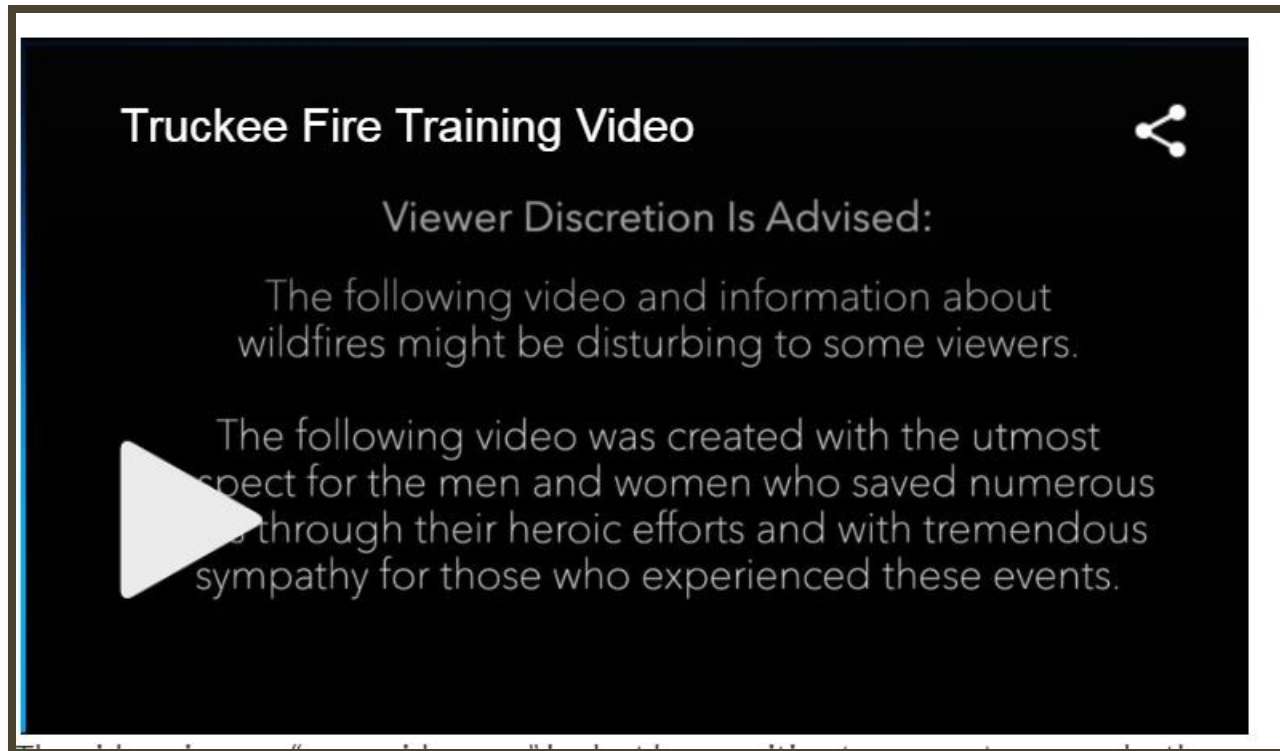 Truckee Fire Training Video
Viewer Discretion Is Advised:
The following video and information about
wildfires might be disturbing to some viewers.
The following video was created with the utmost
spect for the men and women who saved numerous
through their heroic efforts and with tremendous
sympathy for those who experienced these events.